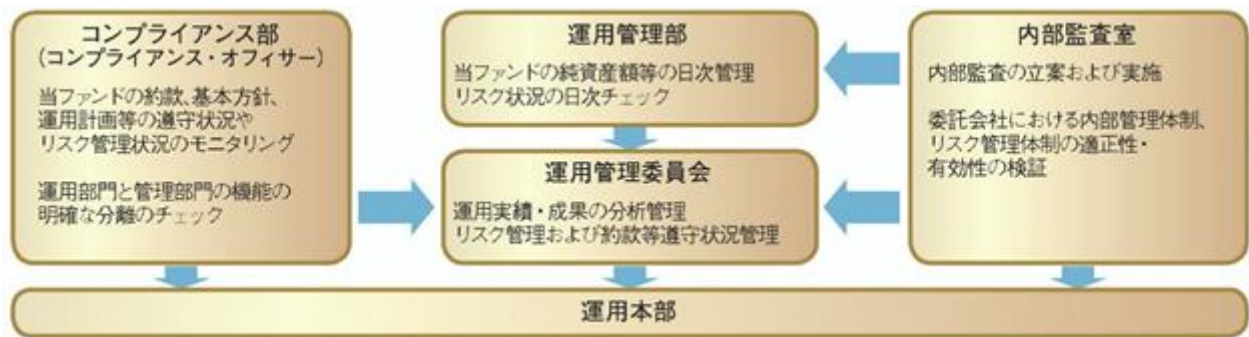 コンプライアンス部
(コンプライアンス・オフィサー)
当ファンドの約款、基本方針、
運用計画等の遵守状況や
リスク管理状況のモニタリング
運用部門と管理部門の機能の
明確な分離のチェック
運用管理部
当ファンドの純資産額等の日次管理
リスク状況の日次チェック
運用管理委員会
運用実績・成果の分析管理
リスク管理および約款等遵守状況管理
内部監査室
内部監査の立案および実施
委託会社における内部管理体制、
リスク管理体制の適正性・
有効性の検証
運用本部